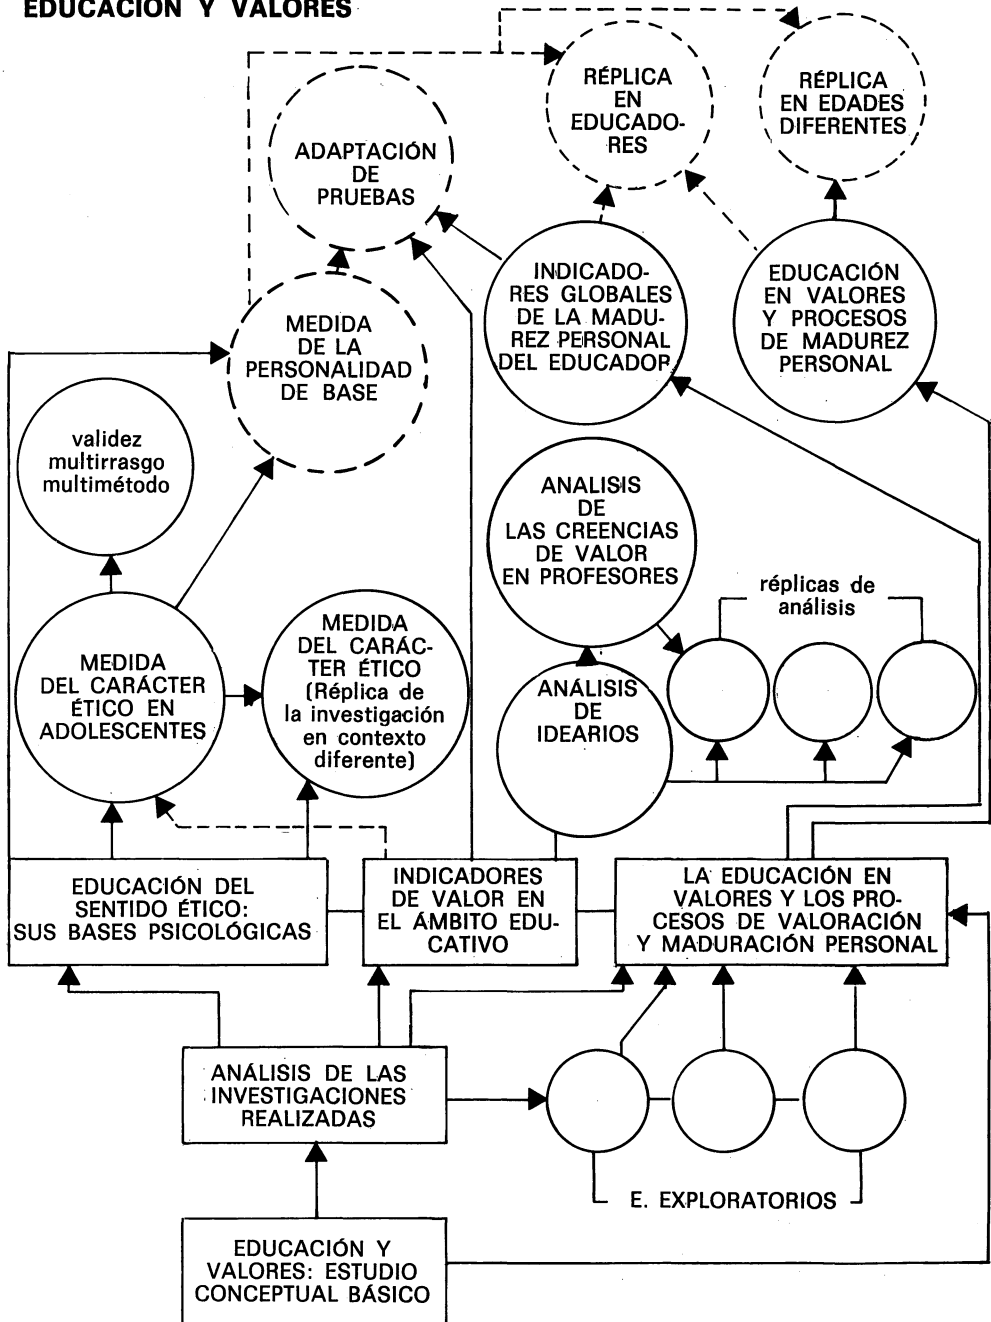 EDUCACIÓN Y VALORES
RÉPLICA
EN
EDUCADO-
RES
RÉPLICA
EN EDADES
DIFERENTES
ADAPTACIÓN
DE
PRUEBAS
INDICADO-
RES GLOBALES
DE LA MADU-
REZ PERSONAL
DEL EDUCADOR
EDUCACIÓN
EN VALORES
Y PROCESOS
DE MADUREZ
PERSONAL
MEDIDA
DE LA
PERSONALIDAD
DE BASE
validez
multirrasgo
multimétodo
ANALISIS
DE
LAS CREENCIAS
DE VALOR
EN PROFESORES
réplicas de
análisis
MEDIDA
DEL CARÁCTER
ÉTICO EN
ADOLESCENTES
MEDIDA
DEL CARÁC-
TER ÉTICO
(Réplica de
la investigación
en contexto
diferente)
ANÁLISIS
DE
IDEARIOS
EDUCACIÓN DEL
SENTIDO ÉTICO:
SUS BASES PSICOLÓGICAS
INDICADORES
DE VALOR EN
EL ÁMBITO EDU-
CATIVO
LA EDUCACIÓN EN
VALORES Y LOS PRO-
CESOS DE VALORACIÓN
Y MADURACIÓN PERSONAL
ANÁLISIS DE LAS
INVESTIGACIONES
REALIZADAS
E. EXPLORATORIOS
EDUCACIÓN Y
VALORES: ESTUDIO
CONCEPTUAL BÁSICO